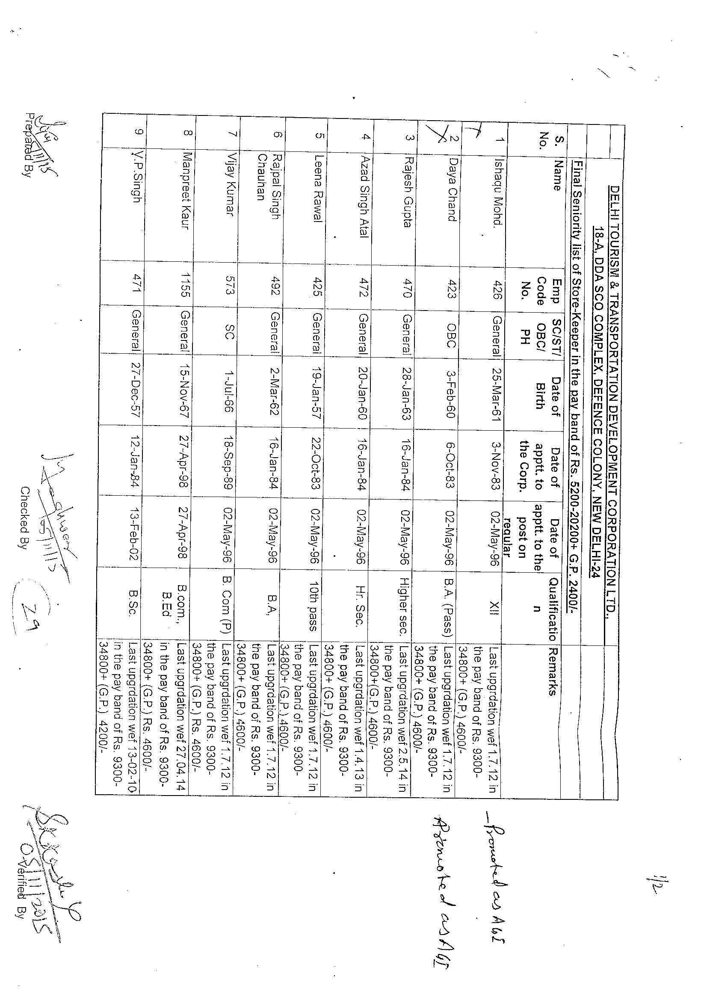 1/2
DELHI TOURISM & TRANSPORTATION DEVELOPMENT CORPORATION LTD.,
18-A, DDA SCO COMPLEX, DEFENCE COLONY, NEW DELHI-24
Final Seniority list of Store-Keeper in the pay band of Rs. 5200-20200+ G.P. 2400/-
S. No. Name Emp Code No. SC/ST/ OBC/ PH Date of Birth Date of apptt. to the Corp. Date of apptt. to the post on regular Qualificatio n Remarks
1 Ishaqu Mohd. 426 General 25-Mar-61 3-Nov-83 02-May-96 XII Last upgrdation wef 1.7.12 in
the pay band of Rs. 9300-
34800+ (G.P.) 4600/-
– Promoted as AGI
2 Daya Chand 423 OBC 3-Feb-60 6-Oct-83 02-May-96 B.A. (Pass) Last upgrdation wef 1.7.12 in
the pay band of Rs. 9300-
34800+ (G.P.) 4600/-
Promoted as AGI
3 Rajesh Gupta 470 General 28-Jan-63 16-Jan-84 02-May-96 Higher sec. Last upgrdation wef 2.5.14 in
the pay band of Rs. 9300-
34800+(G.P.) 4600/-
4 Azad Singh Atal 472 General 20-Jan-60 16-Jan-84 02-May-96 Hr. Sec. Last upgrdation wef 1.4.13 in
the pay band of Rs. 9300-
34800+ (G.P.) 4600/-
5 Leena Rawal 425 General 19-Jan-57 22-Oct-83 02-May-96 10th pass Last upgrdation wef 1.7.12 in
the pay band of Rs. 9300-
34800+ (G.P.) 4600/-
6 Rajpal Singh 492 General 2-Mar-62 16-Jan-84 02-May-96 B.A, Last upgrdation wef 1.7.12 in
Chauhan the pay band of Rs. 9300-
34800+ (G.P.) 4600/-
7 Vijay Kumar 573 SC 1-Jul-66 18-Sep-89 02-May-96 B. Com (P) Last upgrdation wef 1.7.12 in
the pay band of Rs. 9300-
34800+ (G.P.) Rs. 4600/-
8 Manpreet Kaur 1155 General 15-Nov-67 27-Apr-98 27-Apr-98 B.com., Last upgrdation wef 27.04.14
B.Ed in the pay band of Rs. 9300-
34800+ (G.P.) Rs. 4600/-
9 V.P.Singh 471 General 27-Dec-57 12-Jan-84 13-Feb-02 B.Sc. Last upgrdation wef 13-02-10
in the pay band of Rs. 9300-
34800+ (G.P.) 4200/-
05/11/2015
Prepared By Checked By Verified By
29